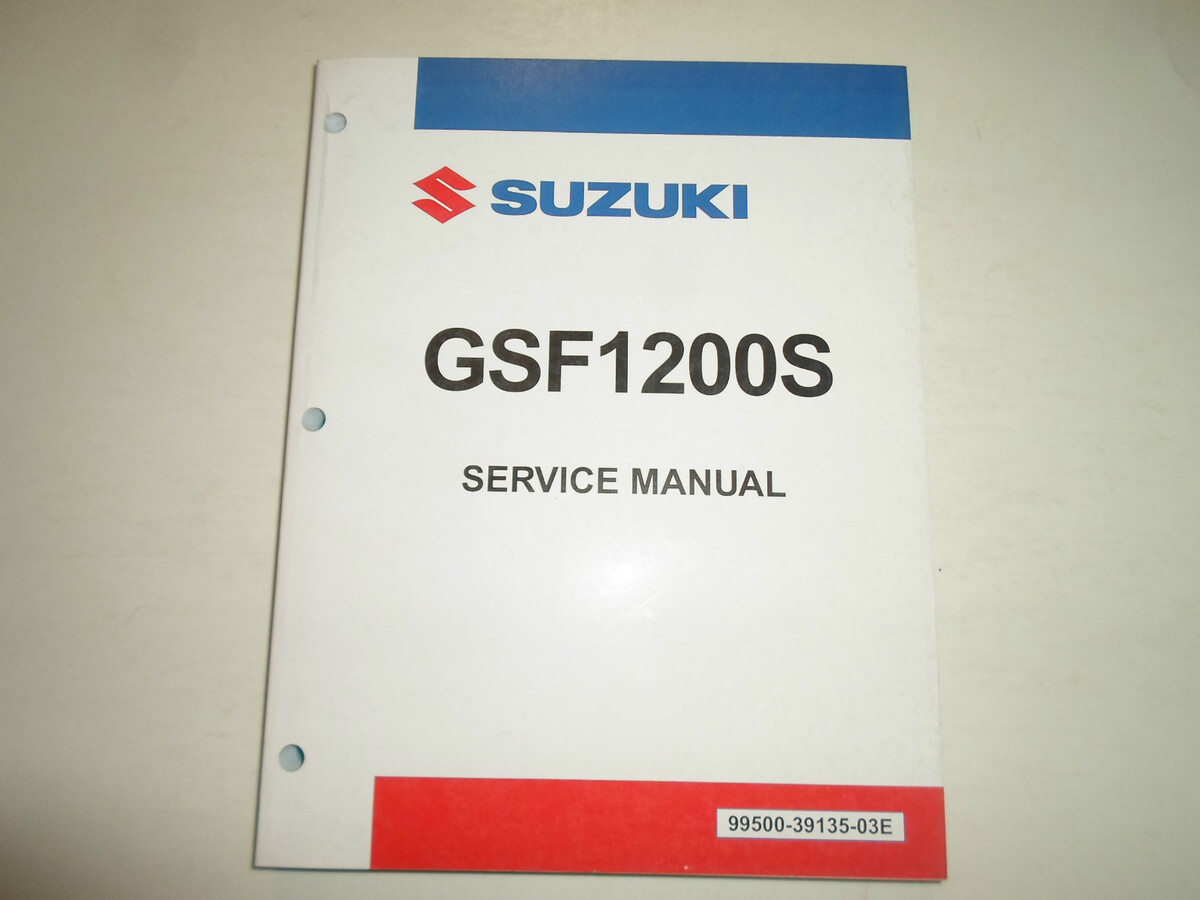 SUZUKI
GSF1200S
SERVICE MANUAL
99500-39135-03E